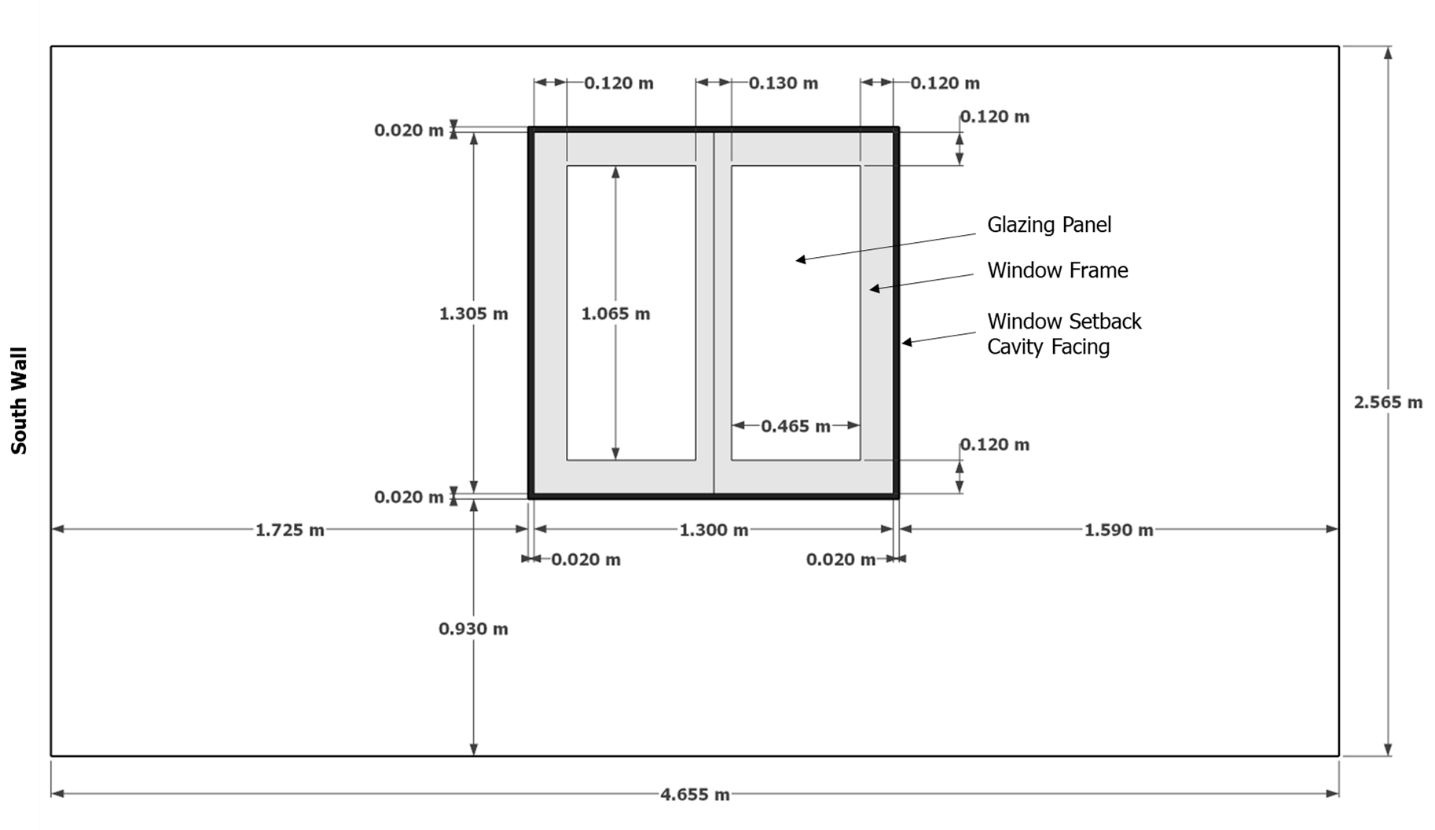 0.120 m
0.130 m
0.120 m
0.120 m
0.020 m
Glazing Panel
Window Frame
1.305 m
1.065 m
Window Setback
Cavity Facing
South Wall
2.565 m
0.465 m
0.120 m
0.020 m
1.725 m
1.300 m
1.590 m
0.020 m
0.020 m
0.930 m
4.655 m